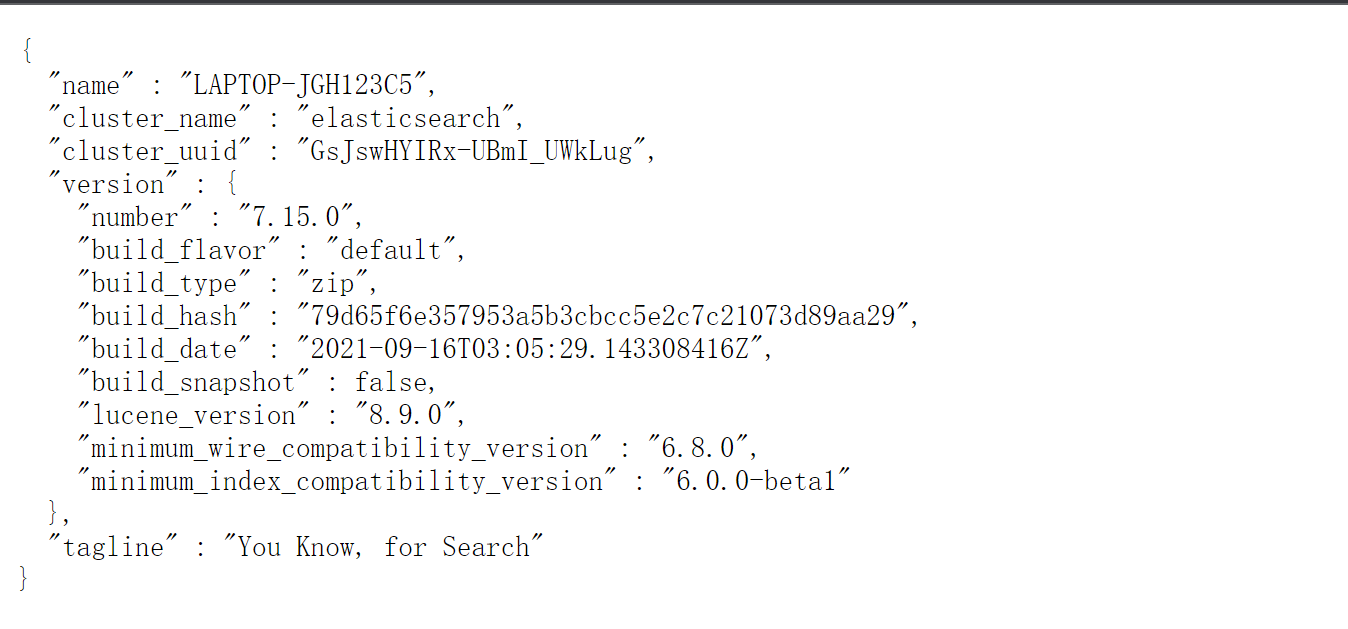 {
  "name" : "LAPTOP-JGH123C5",
  "cluster_name" : "elasticsearch",
  "cluster_uuid" : "GsJswHYIRx-UBmI_UWkLug",
  "version" : {
    "number" : "7.15.0",
    "build_flavor" : "default",
    "build_type" : "zip",
    "build_hash" : "79d65f6e357953a5b3cbcc5e2c7c21073d89aa29",
    "build_date" : "2021-09-16T03:05:29.143308416Z",
    "build_snapshot" : false,
    "lucene_version" : "8.9.0",
    "minimum_wire_compatibility_version" : "6.8.0",
    "minimum_index_compatibility_version" : "6.0.0-beta1"
  },
  "tagline" : "You Know, for Search"
}